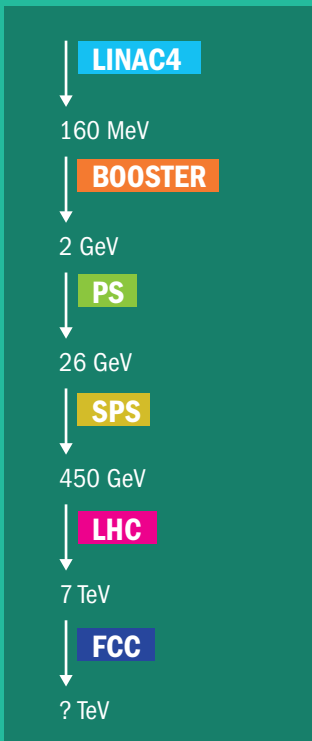 LINAC4
160 MeV
BOOSTER
2 GeV
PS
26 GeV
SPS
450 GeV
LHC
7 TeV
FCC
? TeV